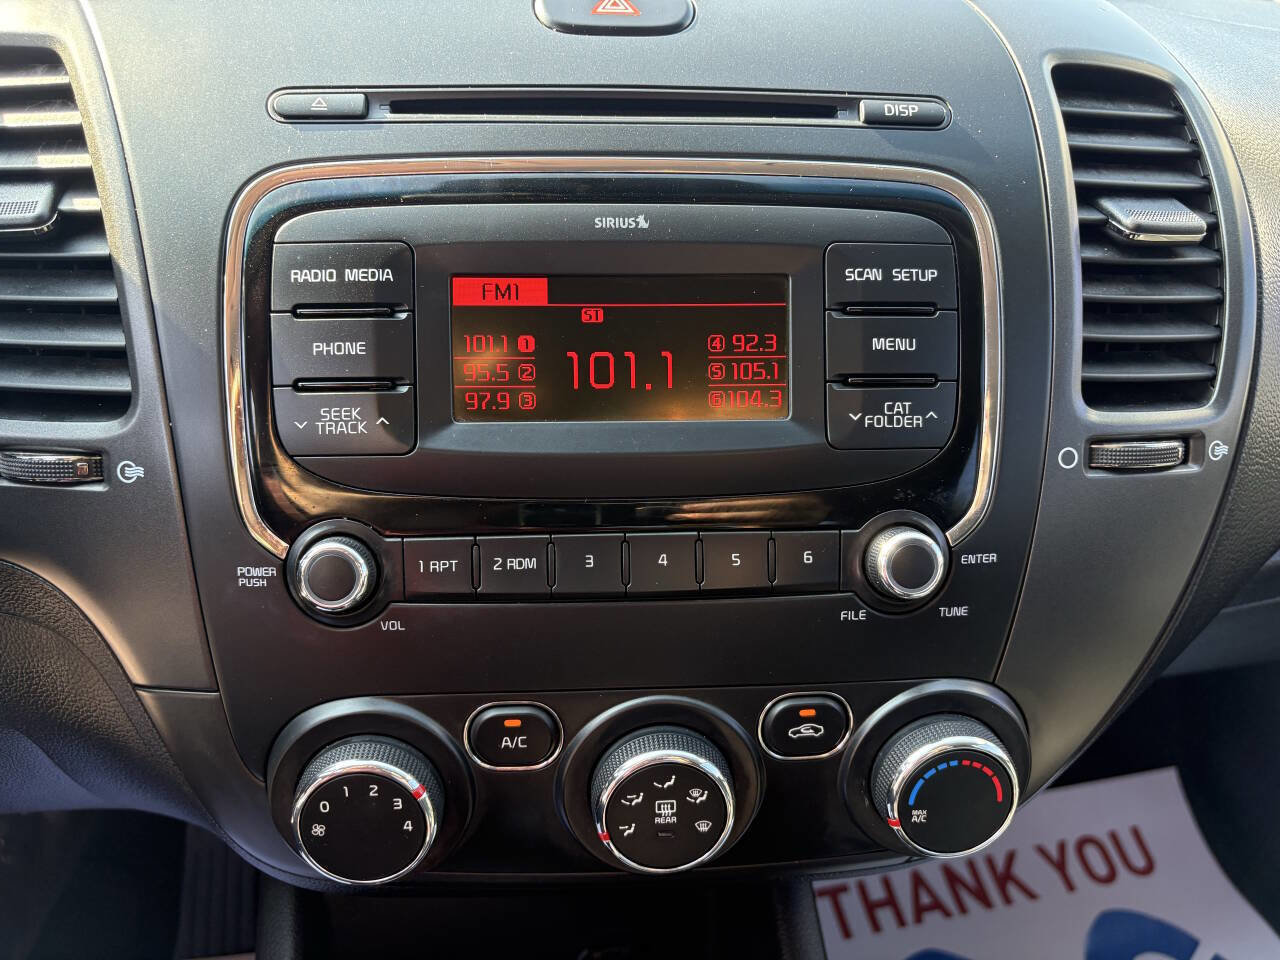 DISP
SIRIUS
RADIO MEDIA
SCAN SETUP
FM1
ST
PHONE
MENU
101.1 1
4 92.3
95.5 2
101.1
5 105.1
97.9 3
6 104.3
SEEK
TRACK
CAT
FOLDER
POWER
PUSH
VOL
1 RPT
2 RDM
3
4
5
6
ENTER
FILE
TUNE
A/C
0 1 2 3 4
REAR
MAX
A/C
THANK YOU